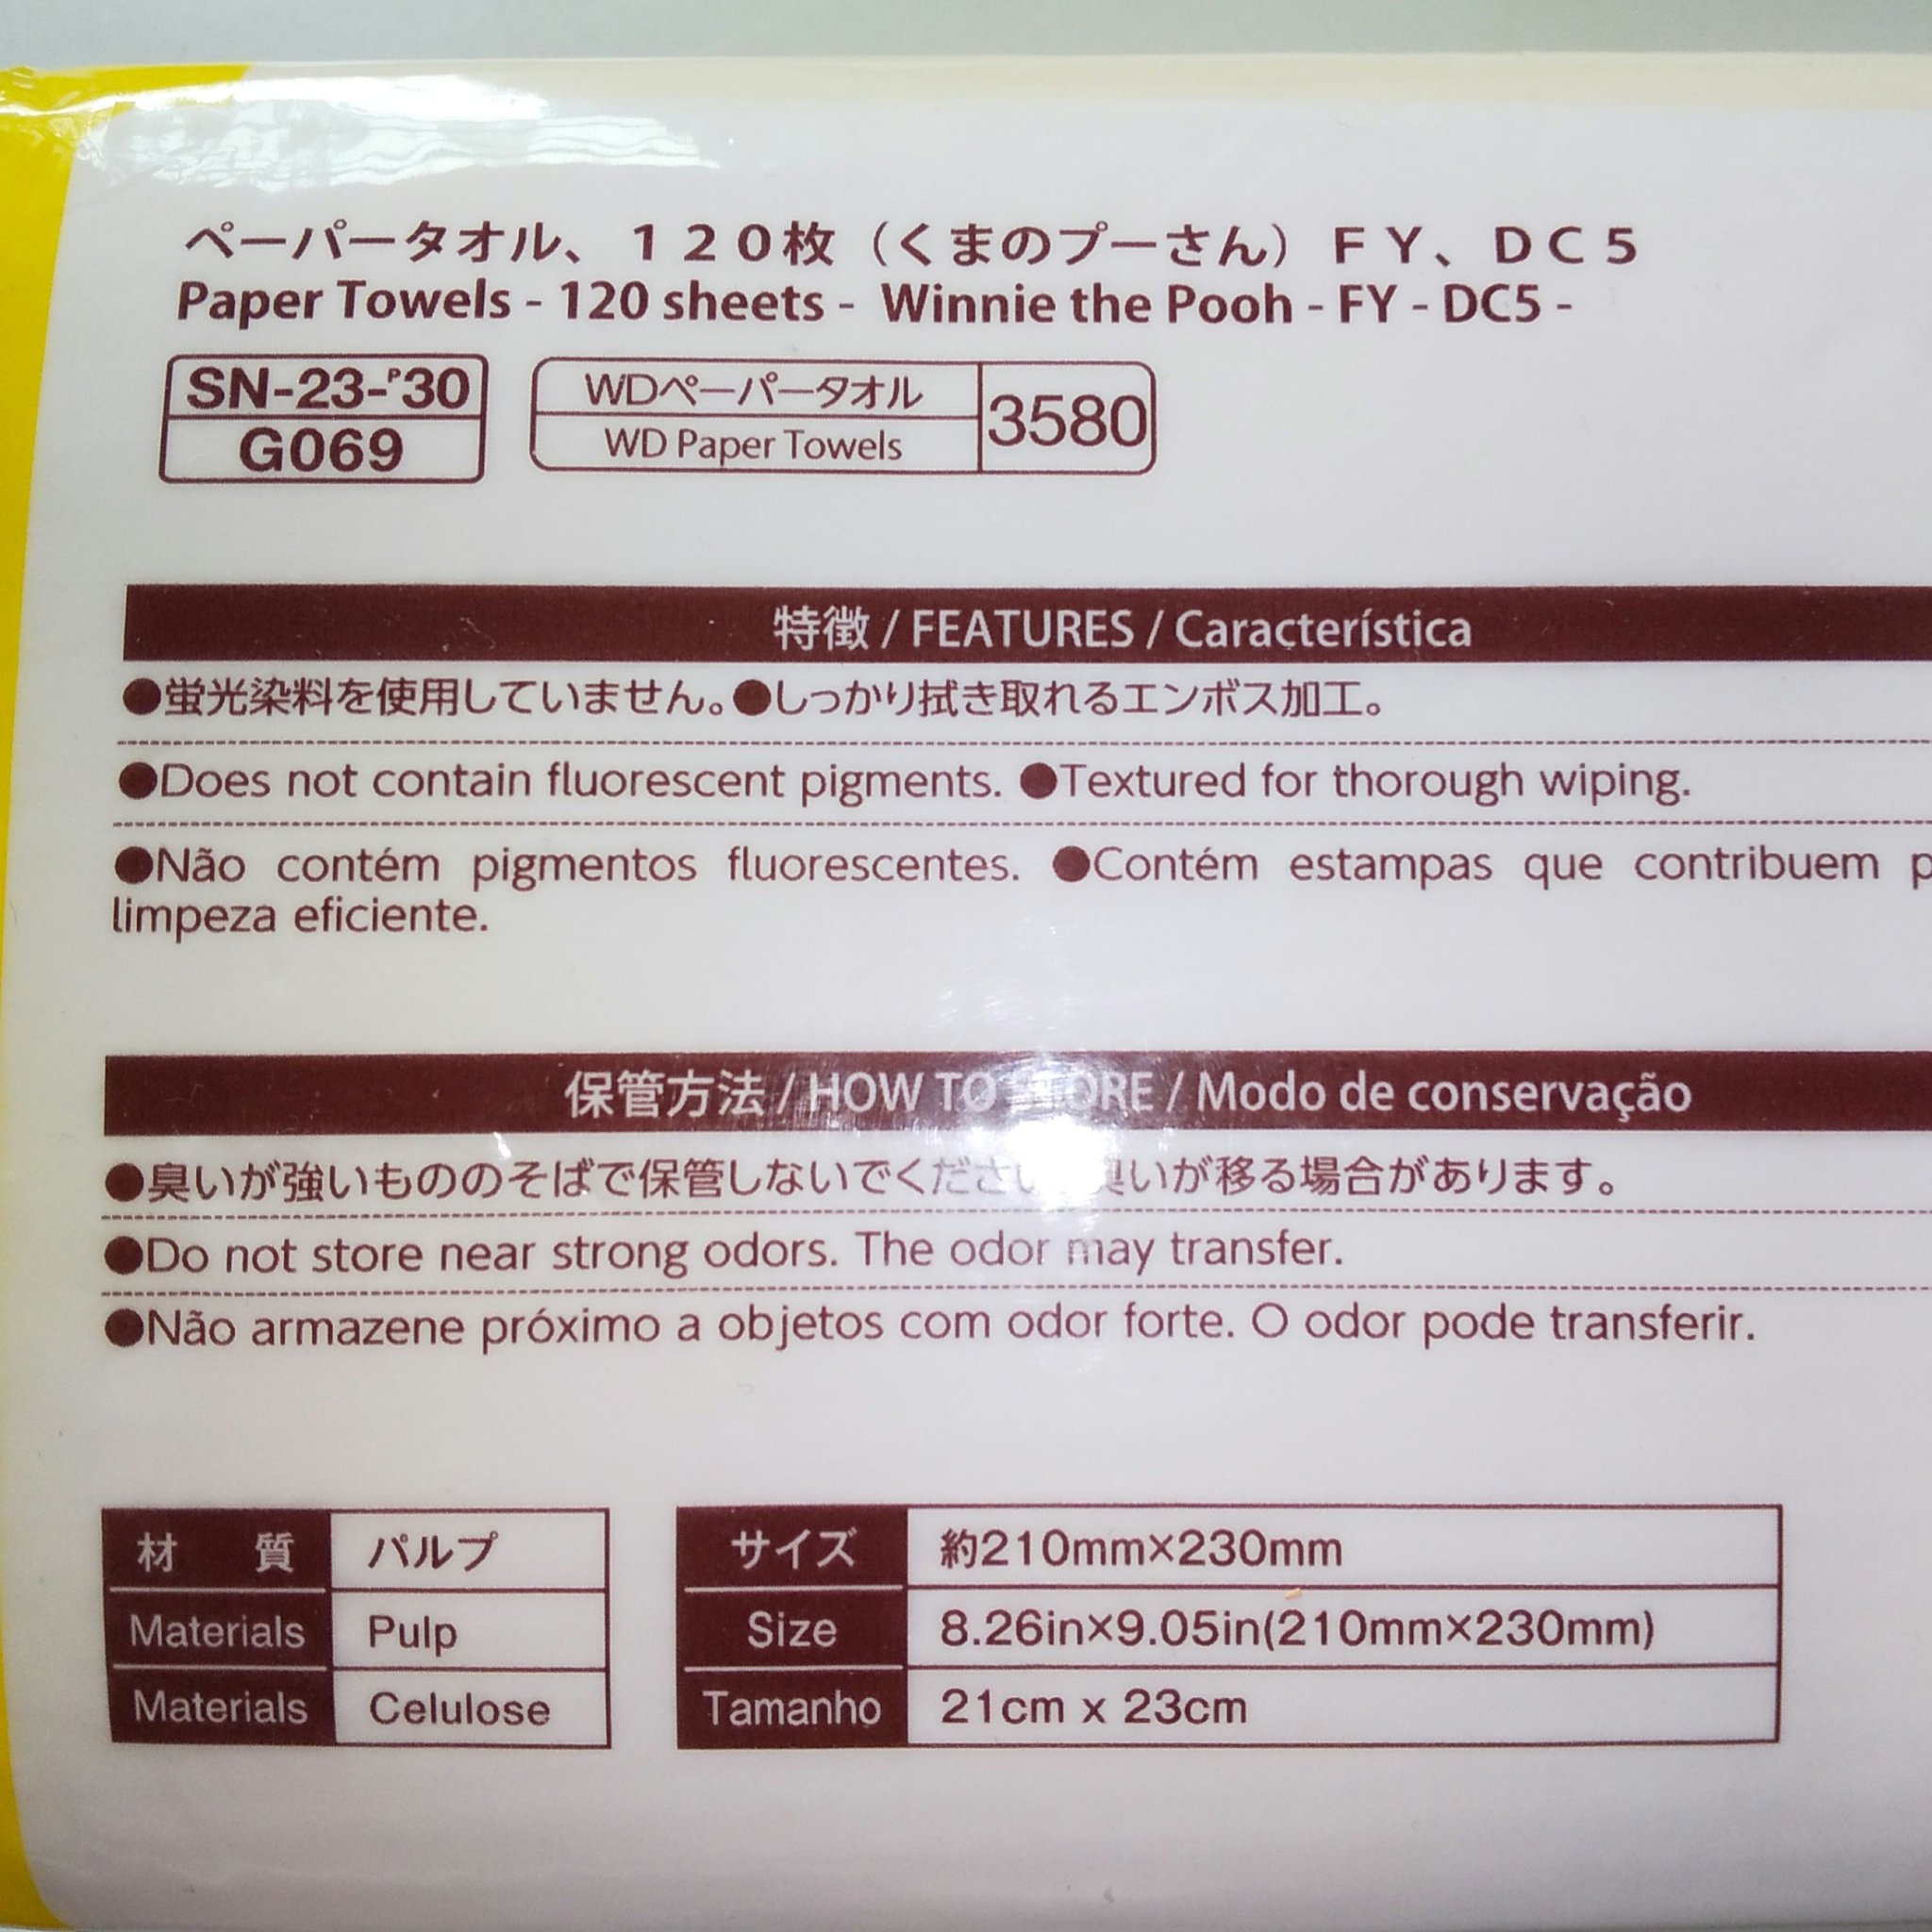 ペーパータオル、１２０枚（くまのプーさん）ＦＹ、ＤＣ５
Paper Towels - 120 sheets - Winnie the Pooh - FY - DC5 -
SN-23-P30
G069
WDペーパータオル
WD Paper Towels
3580
特徴 / FEATURES / Característica
●蛍光染料を使用していません。●しっかり拭き取れるエンボス加工。
●Does not contain fluorescent pigments. ●Textured for thorough wiping.
●Não contém pigmentos fluorescentes. ●Contém estampas que contribuem
limpeza eficiente.
保管方法 / HOW TO / Modo de conservação
●臭いが強いもののそばで保管しないでくださいが移る場合があります。
●Do not store near strong odors. The odor may transfer.
●Não armazene próximo a objetos com odor forte. O odor pode transferir.
材 質 パルプ
Materials Pulp
Materials Celulose
サイズ 約210mm×230mm
Size 8.26in×9.05in(210mm×230mm)
Tamanho 21cm x 23cm